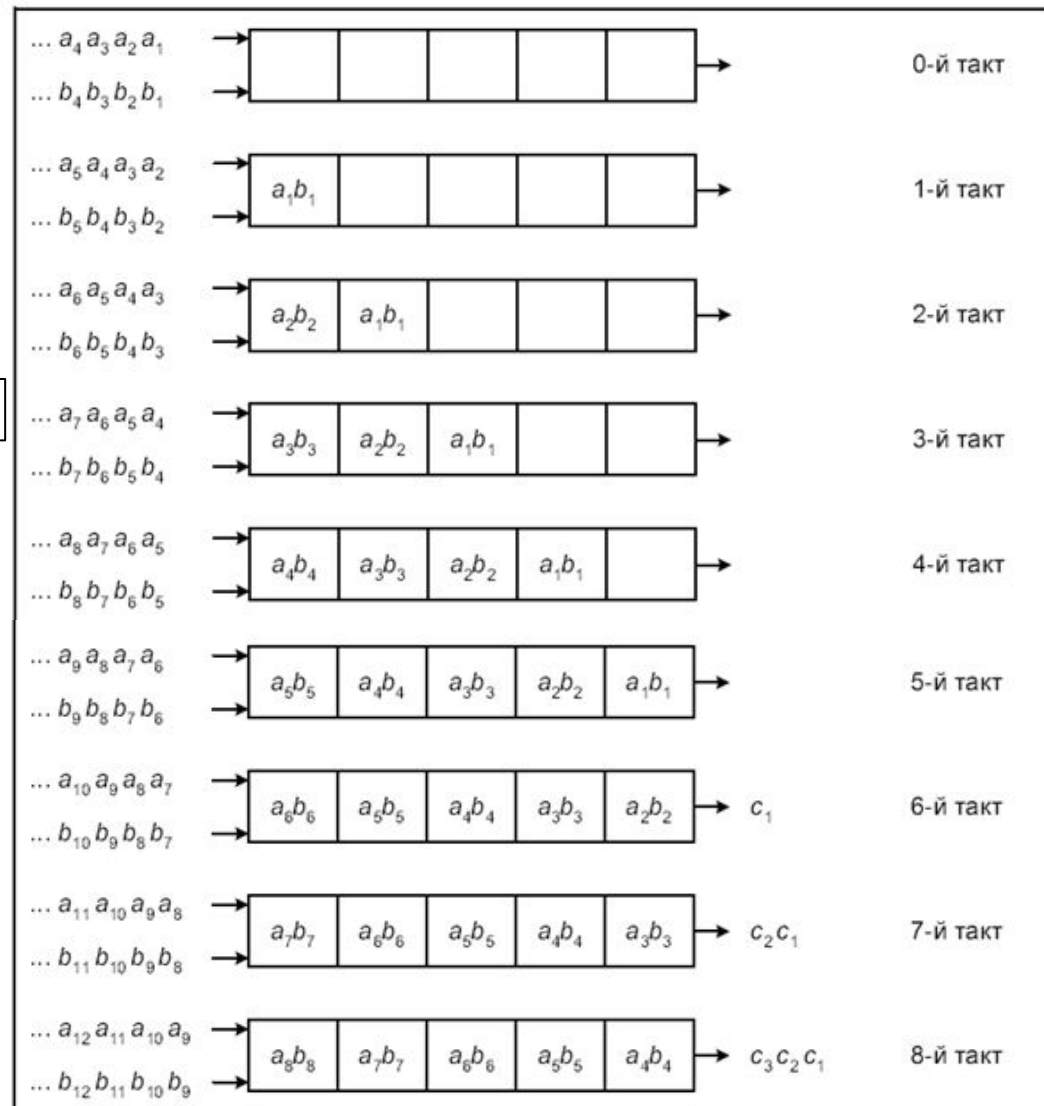 ... a₄ a₃ a₂ a₁
0-й такт
... b₄ b₃ b₂ b₁
... a₅ a₄ a₃ a₂
a₁b₁ 1-й такт
... b₅ b₄ b₃ b₂
... a₆ a₅ a₄ a₃
a₂b₂ a₁b₁ 2-й такт
... b₆ b₅ b₄ b₃
... a₇ a₆ a₅ a₄
a₃b₃ a₂b₂ a₁b₁ 3-й такт
... b₇ b₆ b₅ b₄
... a₈ a₇ a₆ a₅
a₄b₄ a₃b₃ a₂b₂ a₁b₁ 4-й такт
... b₈ b₇ b₆ b₅
... a₉ a₈ a₇ a₆
a₅b₅ a₄b₄ a₃b₃ a₂b₂ a₁b₁ 5-й такт
... b₉ b₈ b₇ b₆
... a₁₀ a₉ a₈ a₇
a₆b₆ a₅b₅ a₄b₄ a₃b₃ a₂b₂ c₁ 6-й такт
... b₁₀ b₉ b₈ b₇
... a₁₁ a₁₀ a₉ a₈
a₇b₇ a₆b₆ a₅b₅ a₄b₄ a₃b₃ c₂ c₁ 7-й такт
... b₁₁ b₁₀ b₉ b₈
... a₁₂ a₁₁ a₁₀ a₉
a₈b₈ a₇b₇ a₆b₆ a₅b₅ a₄b₄ c₃ c₂ c₁ 8-й такт
... b₁₂ b₁₁ b₁₀ b₉